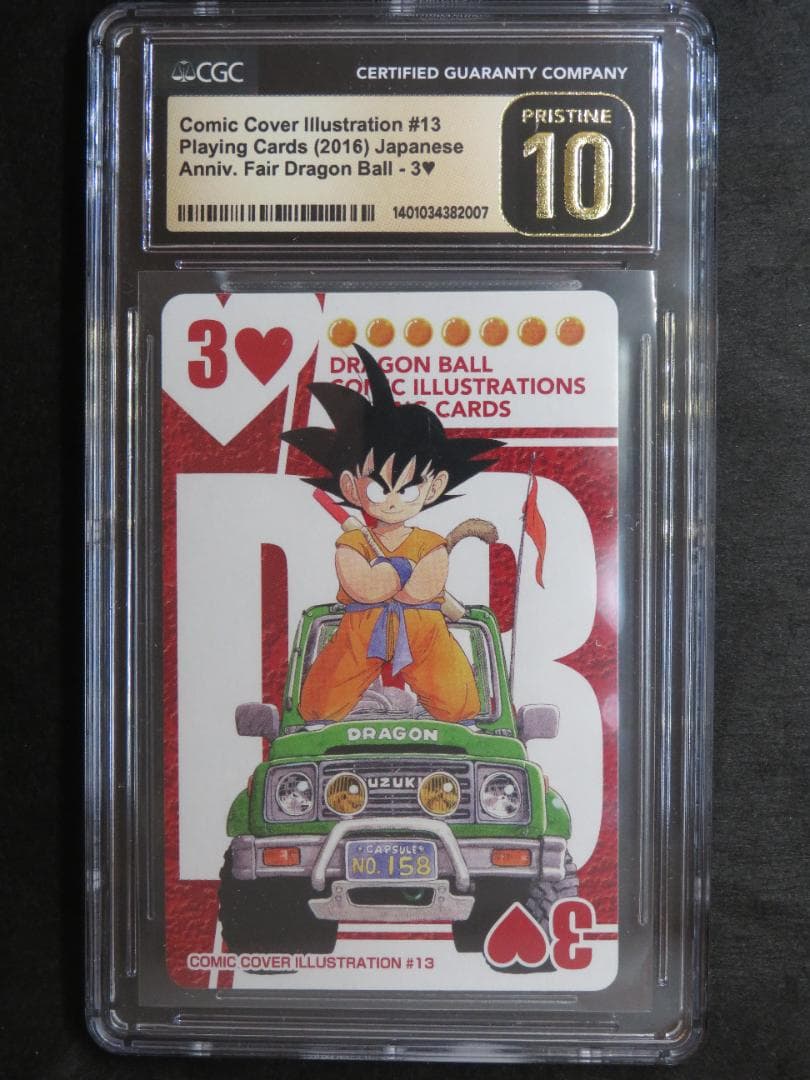 CGC
CERTIFIED GUARANTY COMPANY
Comic Cover Illustration #13
Playing Cards (2016) Japanese
Anniv. Fair Dragon Ball - 3♥
1401034382007
PRISTINE
10
3♥
DRAGON BALL
COMIC ILLUSTRATIONS
CARDS
DB
DRAGON
UZUKI
CAPSULE
NO. 158
COMIC COVER ILLUSTRATION #13
3♥